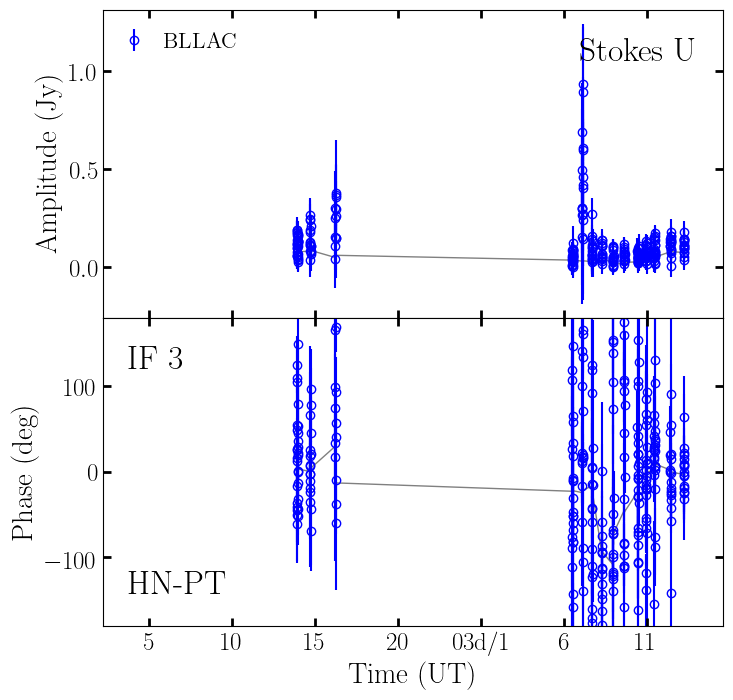 BLLAC
Stokes U
Amplitude (Jy)
1.0
0.5
0.0
IF 3
HN-PT
Phase (deg)
100
0
−100
5 10 15 20 03d/1 6 11
Time (UT)